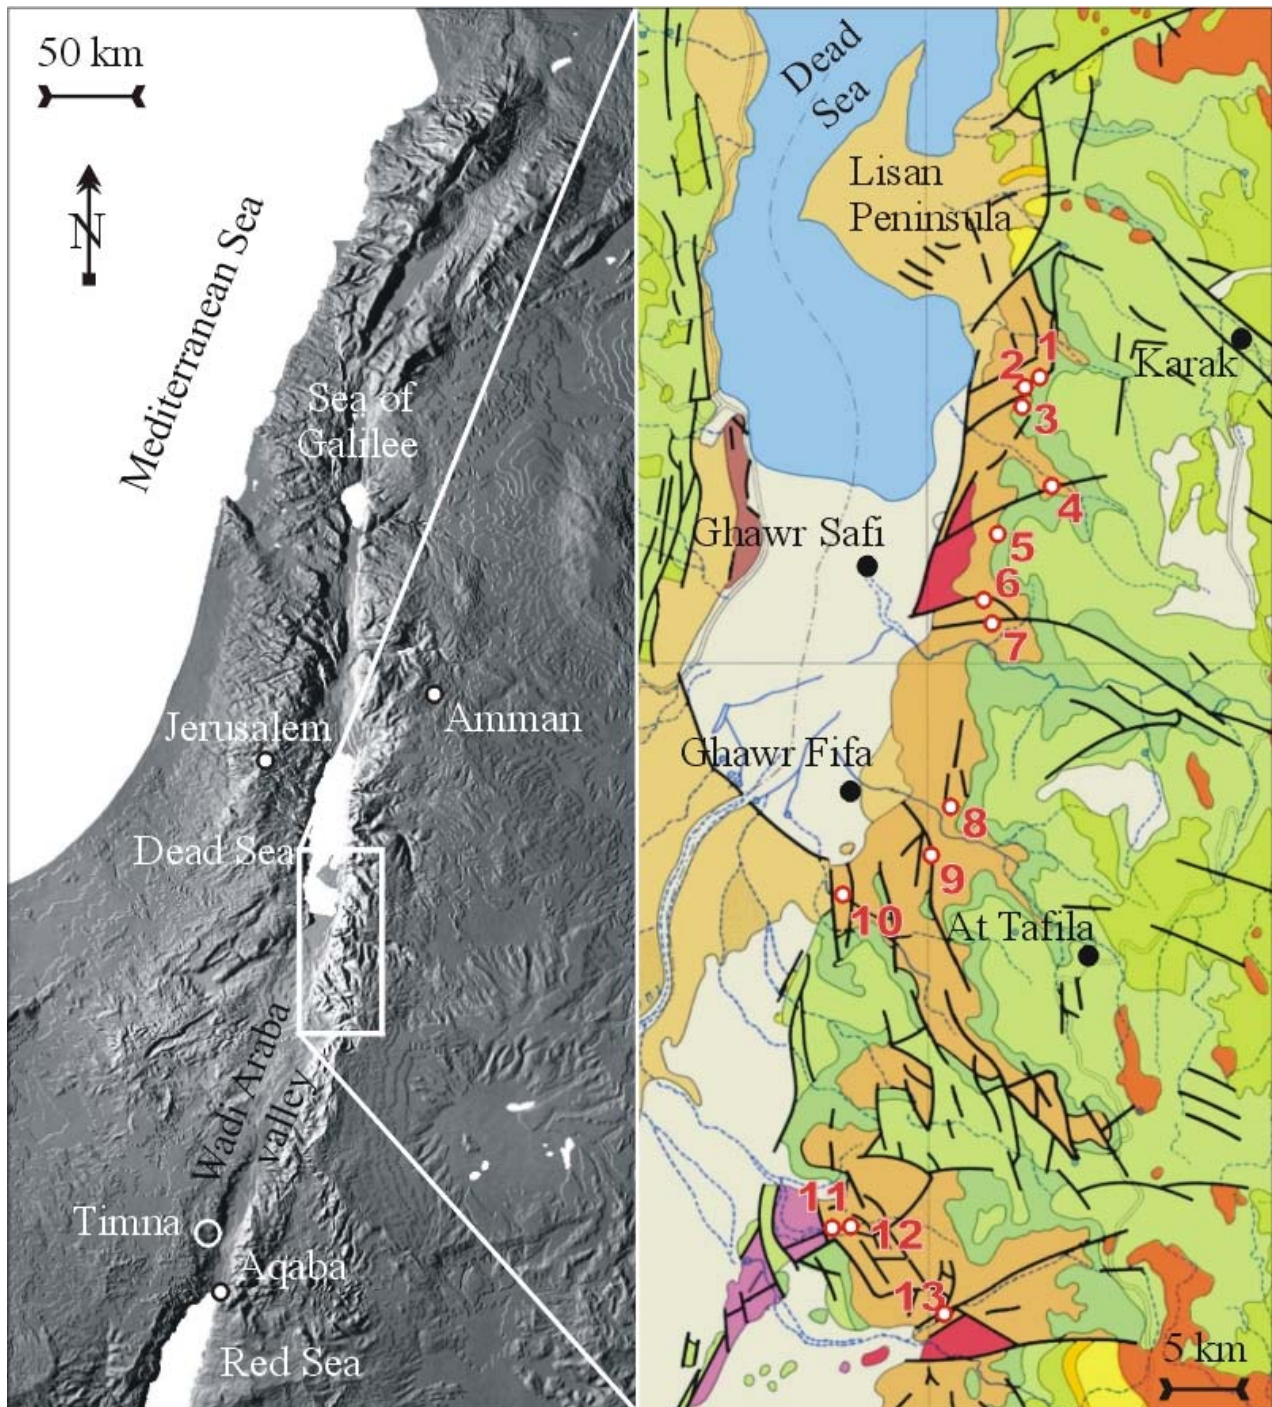 50 km
N
Mediterranean Sea
Sea of
Galilee
Jerusalem
Amman
Dead Sea
Wadi Araba
valley
Timna
Aqaba
Red Sea
Dead
Sea
Lisan
Peninsula
Karak
1
2
3
4
Ghawr Safi
5
6
7
Ghawr Fifa
8
9
10
At Tafila
11
12
13
5 km